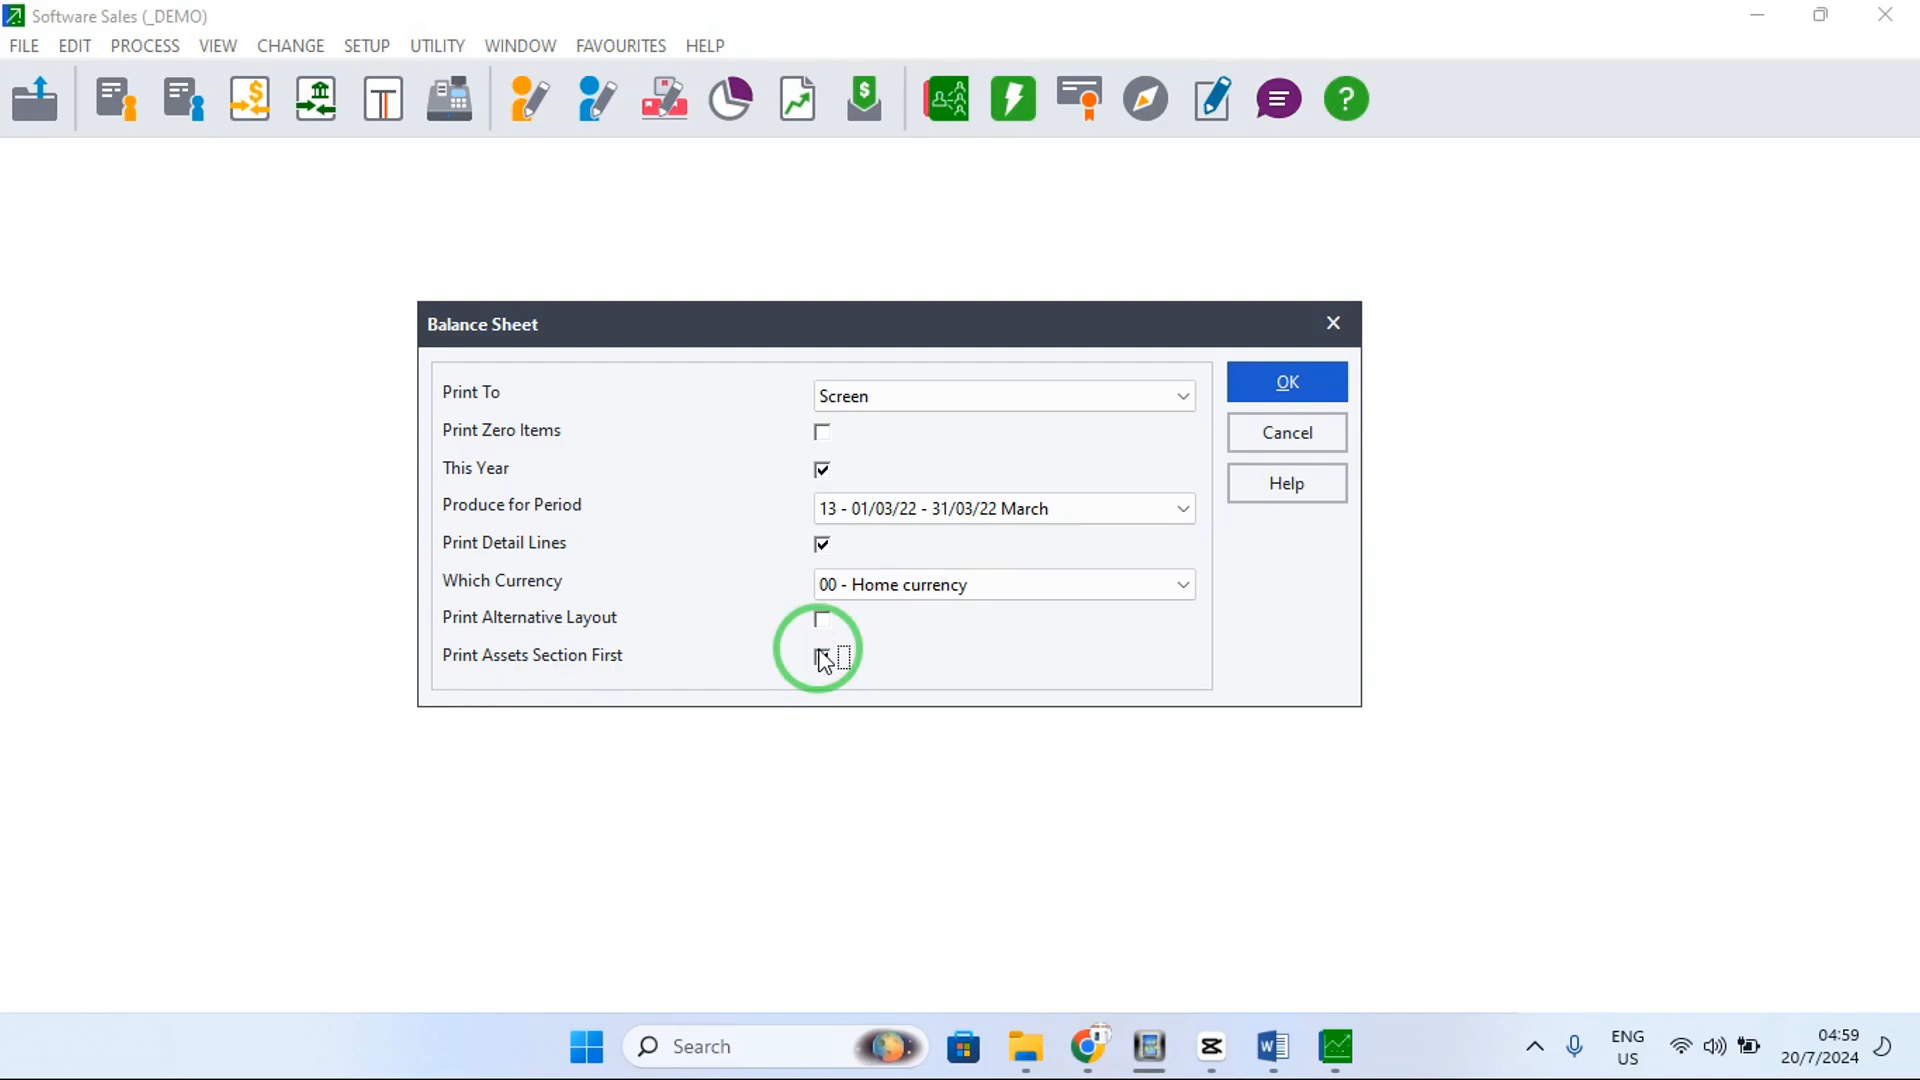 Software Sales (_DEMO)
FILE EDIT PROCESS VIEW CHANGE SETUP UTILITY WINDOW FAVOURITES HELP
Balance Sheet
Print To Screen OK
Print Zero Items Cancel
This Year
Help
Produce for Period 13 - 01/03/22 - 31/03/22 March
Print Detail Lines
Which Currency 00 - Home currency
Print Alternative Layout
Print Assets Section First
Search
ENG
US
04:59
20/7/2024